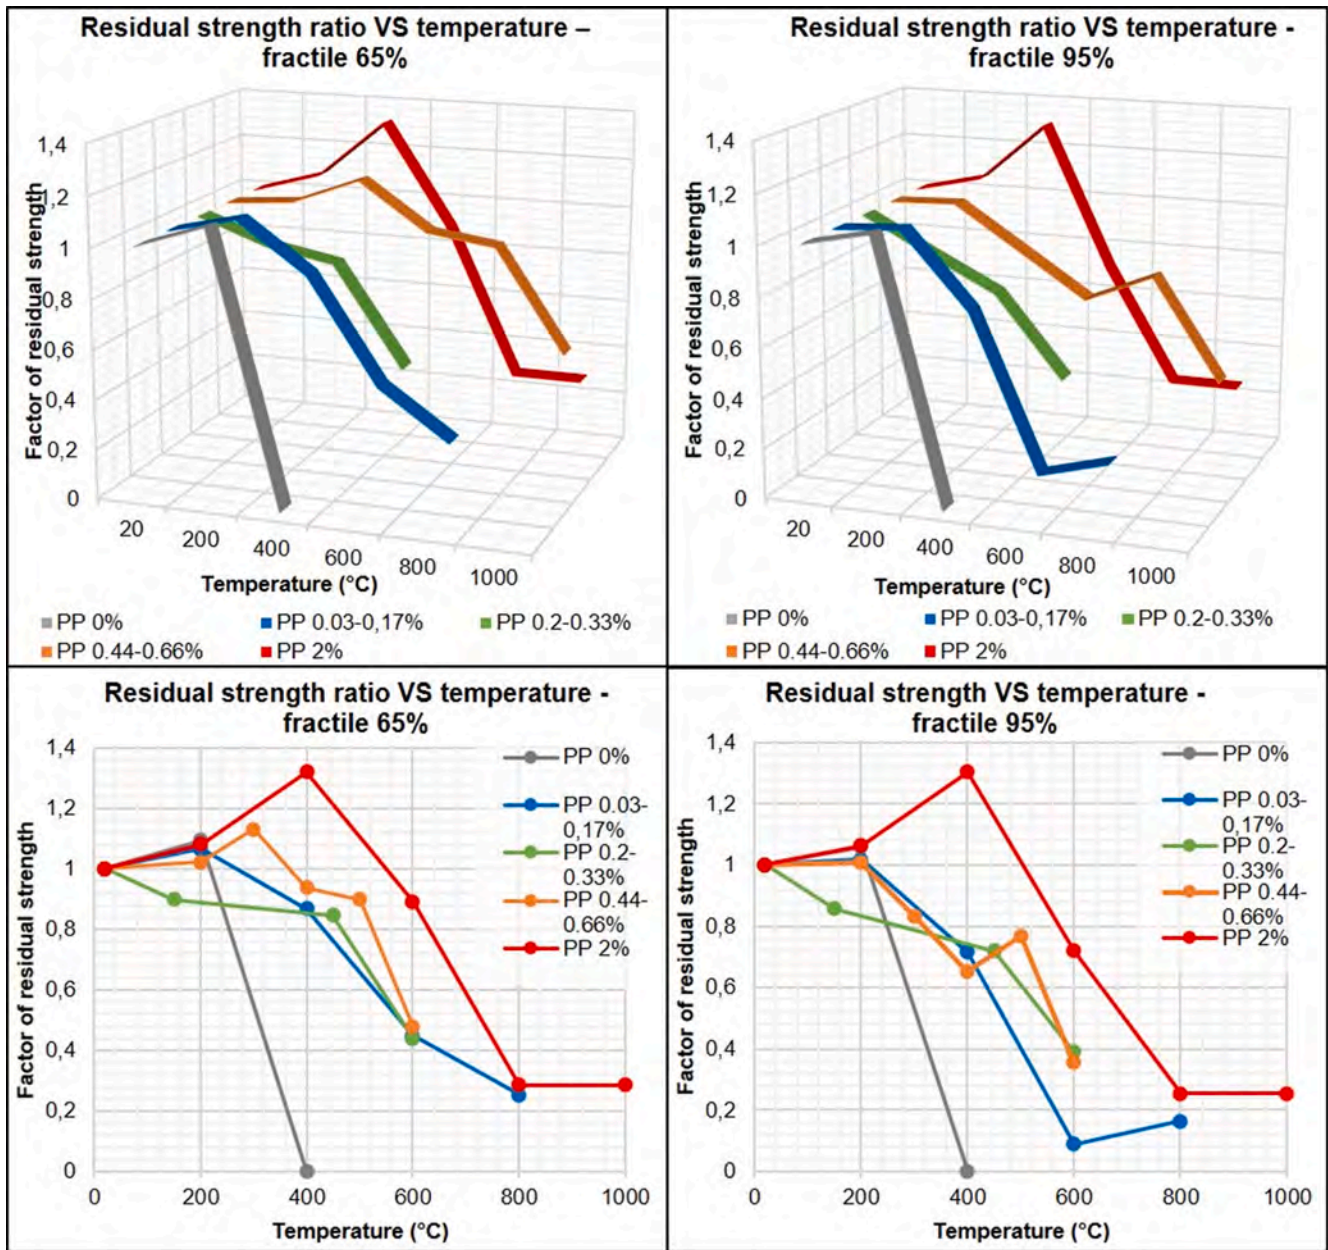 Residual strength ratio VS temperature –
fractile 65%
Factor of residual strength
1,4
1,2
1
0,8
0,6
0,4
0,2
0
20
200
400
600
800
1000
Temperature (°C)
PP 0%
PP 0.03-0,17%
PP 0.2-0.33%
PP 0.44-0.66%
PP 2%
Residual strength ratio VS temperature -
fractile 95%
Factor of residual strength
1,4
1,2
1
0,8
0,6
0,4
0,2
0
20
200
400
600
800
1000
Temperature (°C)
PP 0%
PP 0.03-0,17%
PP 0.2-0.33%
PP 0.44-0.66%
PP 2%
Residual strength ratio VS temperature -
fractile 65%
Factor of residual strength
1,4
1,2
1
0,8
0,6
0,4
0,2
0
0
200
400
600
800
1000
Temperature (°C)
PP 0%
PP 0.03-
0,17%
PP 0.2-
0.33%
PP 0.44-
0.66%
PP 2%
Residual strength VS temperature -
fractile 95%
Factor of residual strength
1,4
1,2
1
0,8
0,6
0,4
0,2
0
0
200
400
600
800
1000
Temperature (°C)
PP 0%
PP 0.03-
0,17%
PP 0.2-
0.33%
PP 0.44-
0.66%
PP 2%